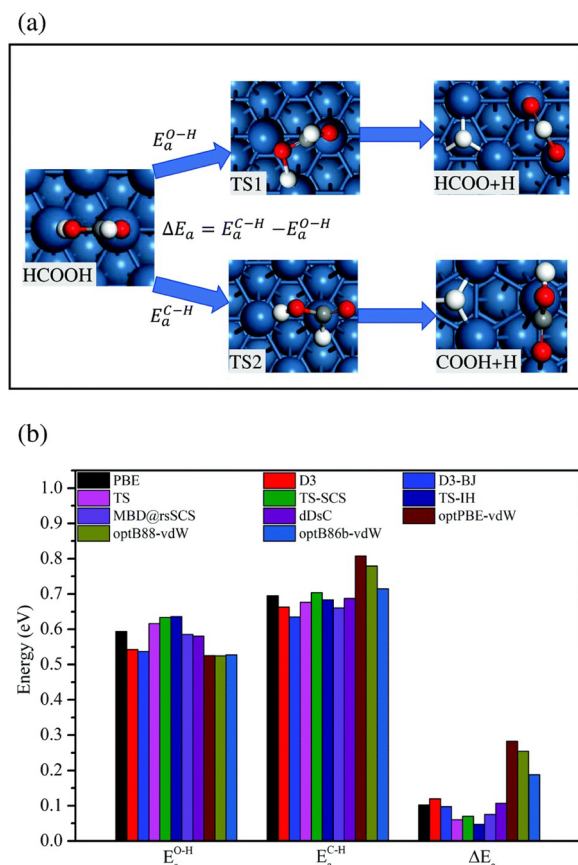 (a)
E_a^{O-H}
TS1
HCOO+H
ΔE_a = E_a^{C-H} − E_a^{O-H}
HCOOH
E_a^{C-H}
TS2
COOH+H
(b)
PBE D3 D3-BJ
TS TS-SCS TS-IH
MBD@rsSCS dDsC optPBE-vdW
optB88-vdW optB86b-vdW
1.0
0.9
0.8
0.7
0.6
0.5
0.4
0.3
0.2
0.1
0.0
Energy (eV)
E_a^{O-H} E_a^{C-H} ΔE_a